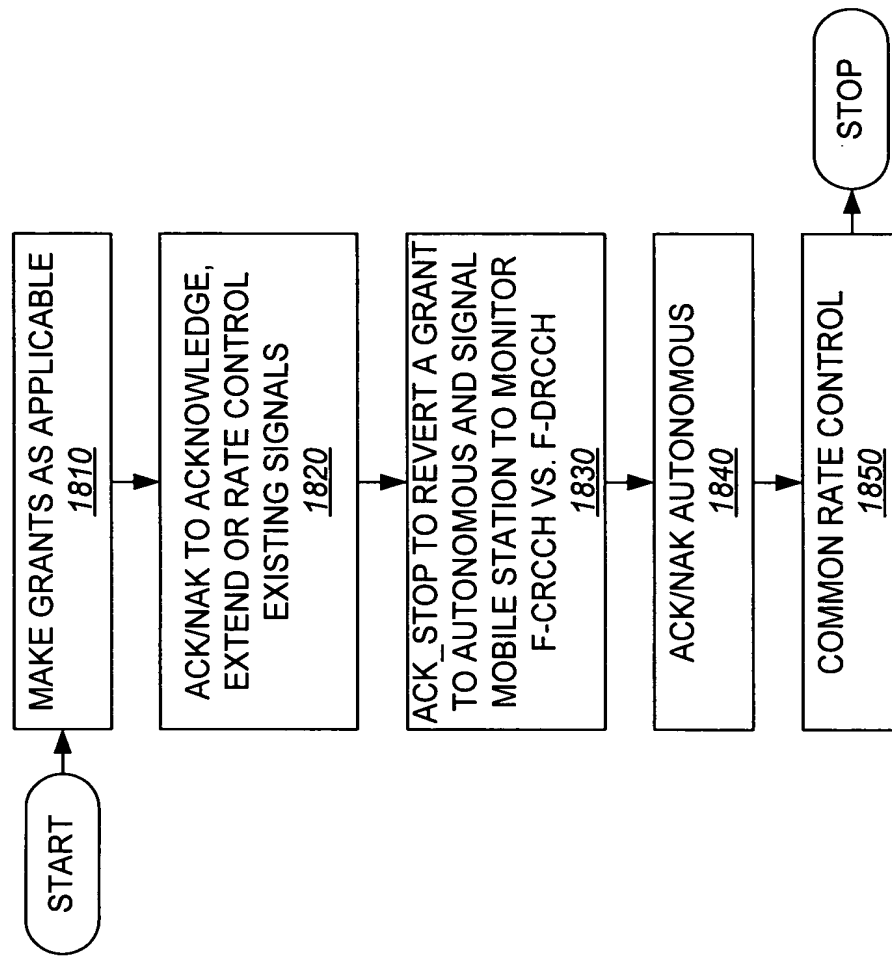 START
MAKE GRANTS AS APPLICABLE
1810
ACK/NAK TO ACKNOWLEDGE,
EXTEND OR RATE CONTROL
EXISTING SIGNALS
1820
ACK_STOP TO REVERT A GRANT
TO AUTONOMOUS AND SIGNAL
MOBILE STATION TO MONITOR
F-CRCCH VS. F-DRCCH
1830
ACK/NAK AUTONOMOUS
1840
COMMON RATE CONTROL
1850
STOP